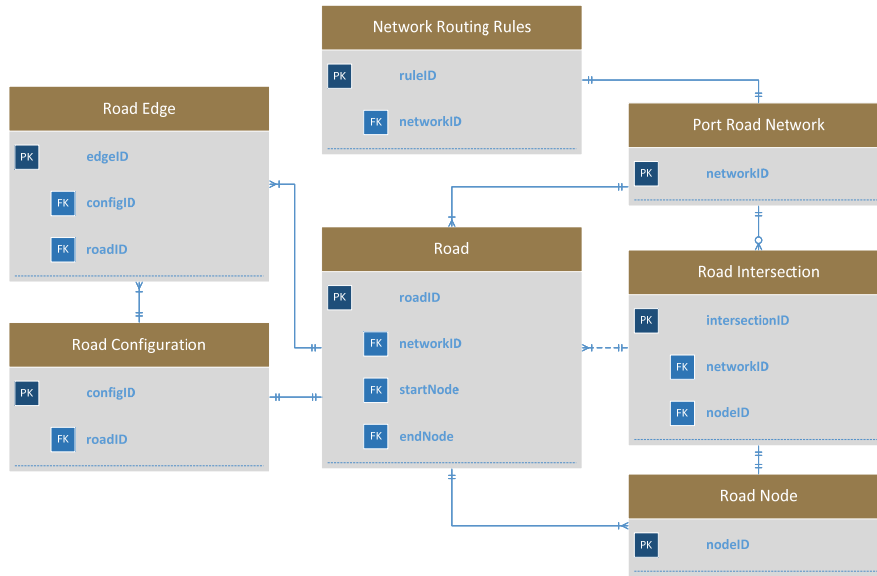 Network Routing Rules
PK ruleID
FK networkID
Road Edge
PK edgeID
FK configID
FK roadID
Port Road Network
PK networkID
Road
PK roadID
FK networkID
FK startNode
FK endNode
Road Intersection
PK intersectionID
FK networkID
FK nodeID
Road Configuration
PK configID
FK roadID
Road Node
PK nodeID